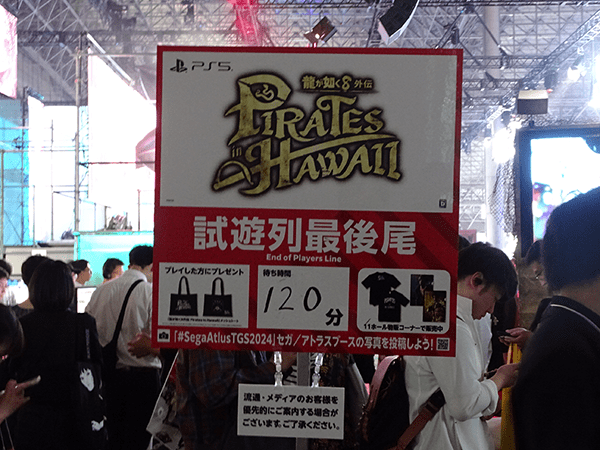 PS5
龍が如く8外伝
PiRATES
in
HAWAII
試遊列最後尾
End of Players Line
プレイした方にプレゼント
待ち時間
120分
11ホール物販コーナーで販売中
「#SegaAtlusTGS2024」セガ/アトラスブースの写真を投稿しよう!
流通・メディアのお客様を
優先的にご案内する場合が
ございます。ご了承ください。